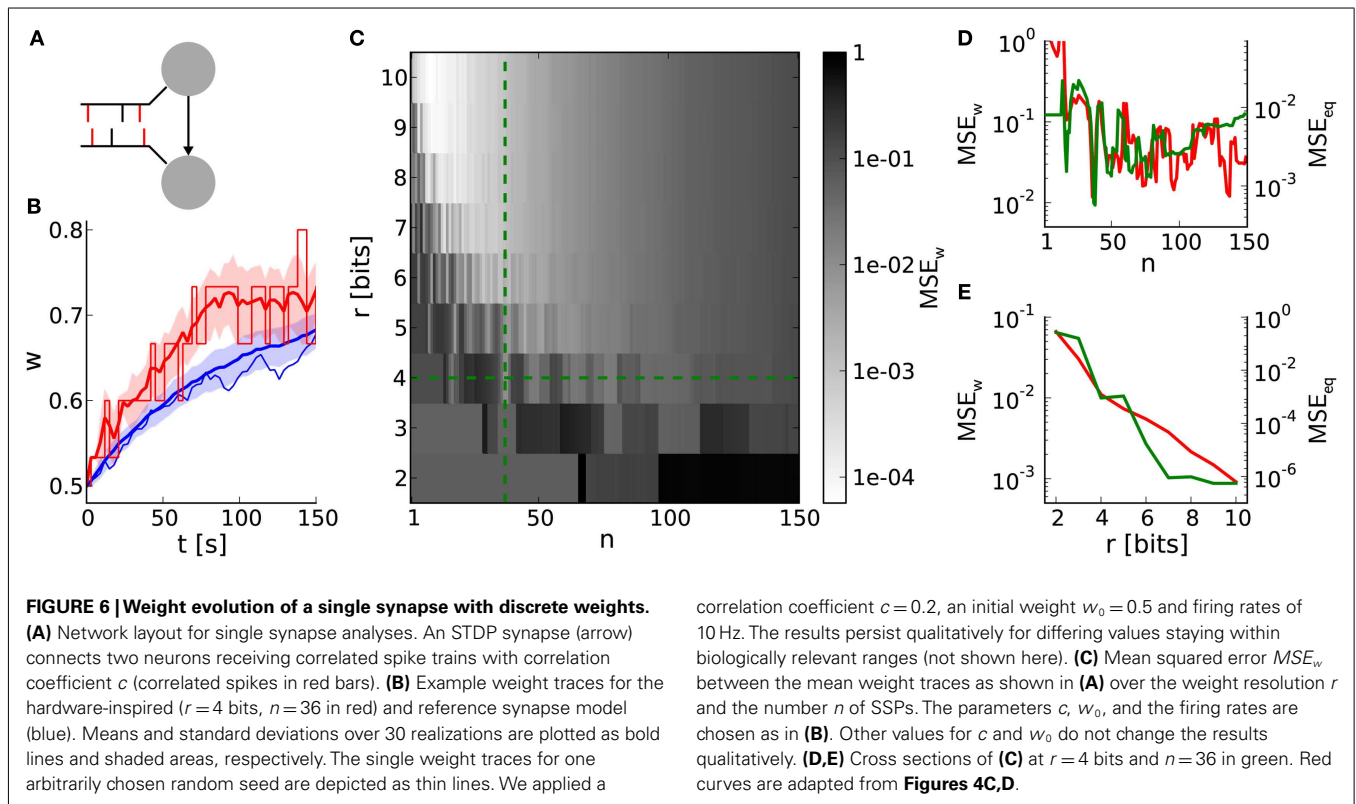 A
B
0.8
0.7
0.6
0.5
w
0
50
100
150
t [s]
C
10
9
8
7
6
5
4
3
2
r [bits]
1
50
100
150
n
1
1e-01
1e-02
1e-03
1e-04
MSE_w
D
10^0
10^-1
10^-2
MSE_w
10^-2
10^-3
MSE_eq
1
50
100
150
n
E
10^-1
10^-2
10^-3
MSE_w
10^0
10^-2
10^-4
10^-6
MSE_eq
2
4
6
8
10
r [bits]
FIGURE 6 | Weight evolution of a single synapse with discrete weights.
(A) Network layout for single synapse analyses. An STDP synapse (arrow)
connects two neurons receiving correlated spike trains with correlation
coefficient c (correlated spikes in red bars). (B) Example weight traces for the
hardware-inspired (r = 4 bits, n = 36 in red) and reference synapse model
(blue). Means and standard deviations over 30 realizations are plotted as bold
lines and shaded areas, respectively. The single weight traces for one
arbitrarily chosen random seed are depicted as thin lines. We applied a
correlation coefficient c = 0.2, an initial weight w₀ = 0.5 and firing rates of
10 Hz. The results persist qualitatively for differing values staying within
biologically relevant ranges (not shown here). (C) Mean squared error MSE_w
between the mean weight traces as shown in (A) over the weight resolution r
and the number n of SSPs. The parameters c, w₀, and the firing rates are
chosen as in (B). Other values for c and w₀ do not change the results
qualitatively. (D,E) Cross sections of (C) at r = 4 bits and n = 36 in green. Red
curves are adapted from Figures 4C,D.